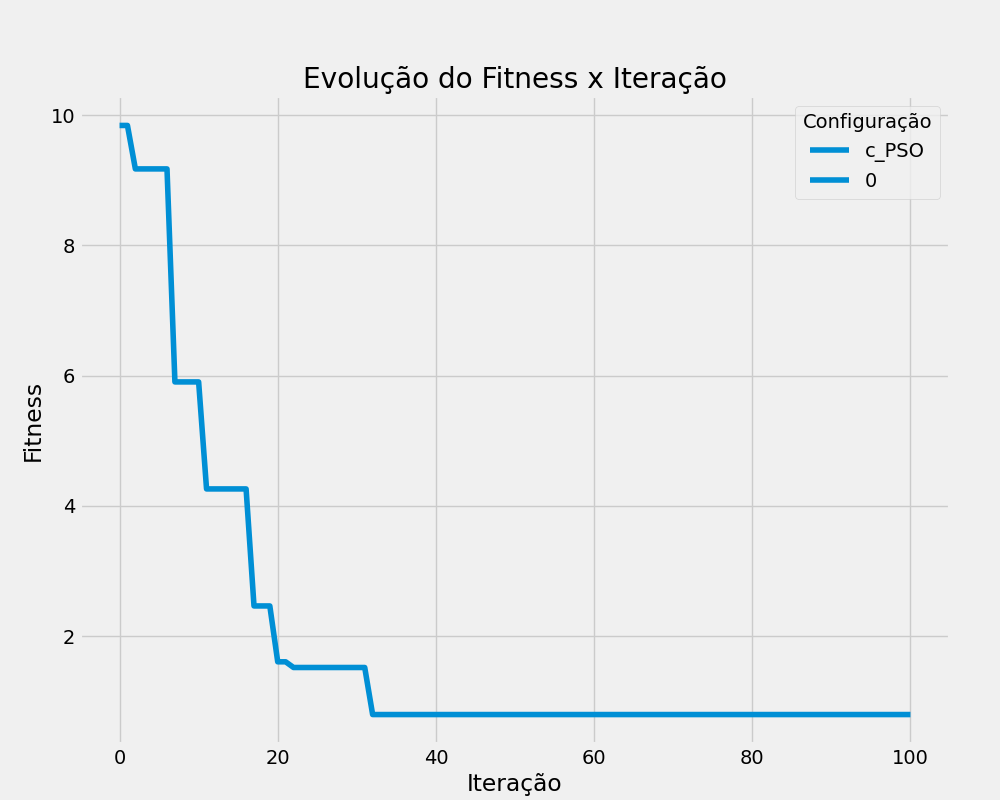 Evolução do Fitness x Iteração
Configuração
c_PSO
0
10
8
6
4
2
Fitness
0 20 40 60 80 100
Iteração